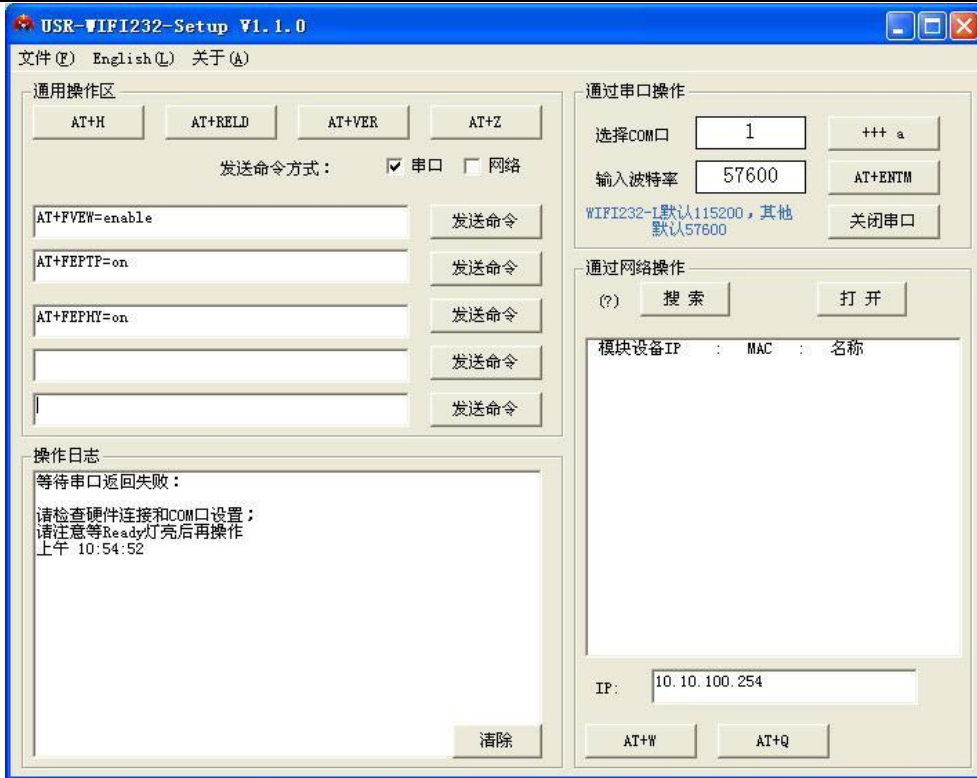 USR-WIFI232-Setup V1.1.0
文件(F) English(L) 关于(A)
通用操作区
AT+H AT+RELD AT+VER AT+Z
发送命令方式： 串口 网络
AT+FVEW=enable 发送命令
AT+FEPTP=on 发送命令
AT+FEPHY=on 发送命令
发送命令
发送命令
操作日志
等待串口返回失败：
请检查硬件连接和COM口设置；
请注意等Ready灯亮后再操作
上午 10:54:52
清除
通过串口操作
选择COM口 1 +++ a
输入波特率 57600 AT+ENTM
WIFI232-L默认115200，其他
默认57600
关闭串口
通过网络操作
(?) 搜 索 打 开
模块设备IP : MAC : 名称
IP: 10.10.100.254
AT+W AT+Q